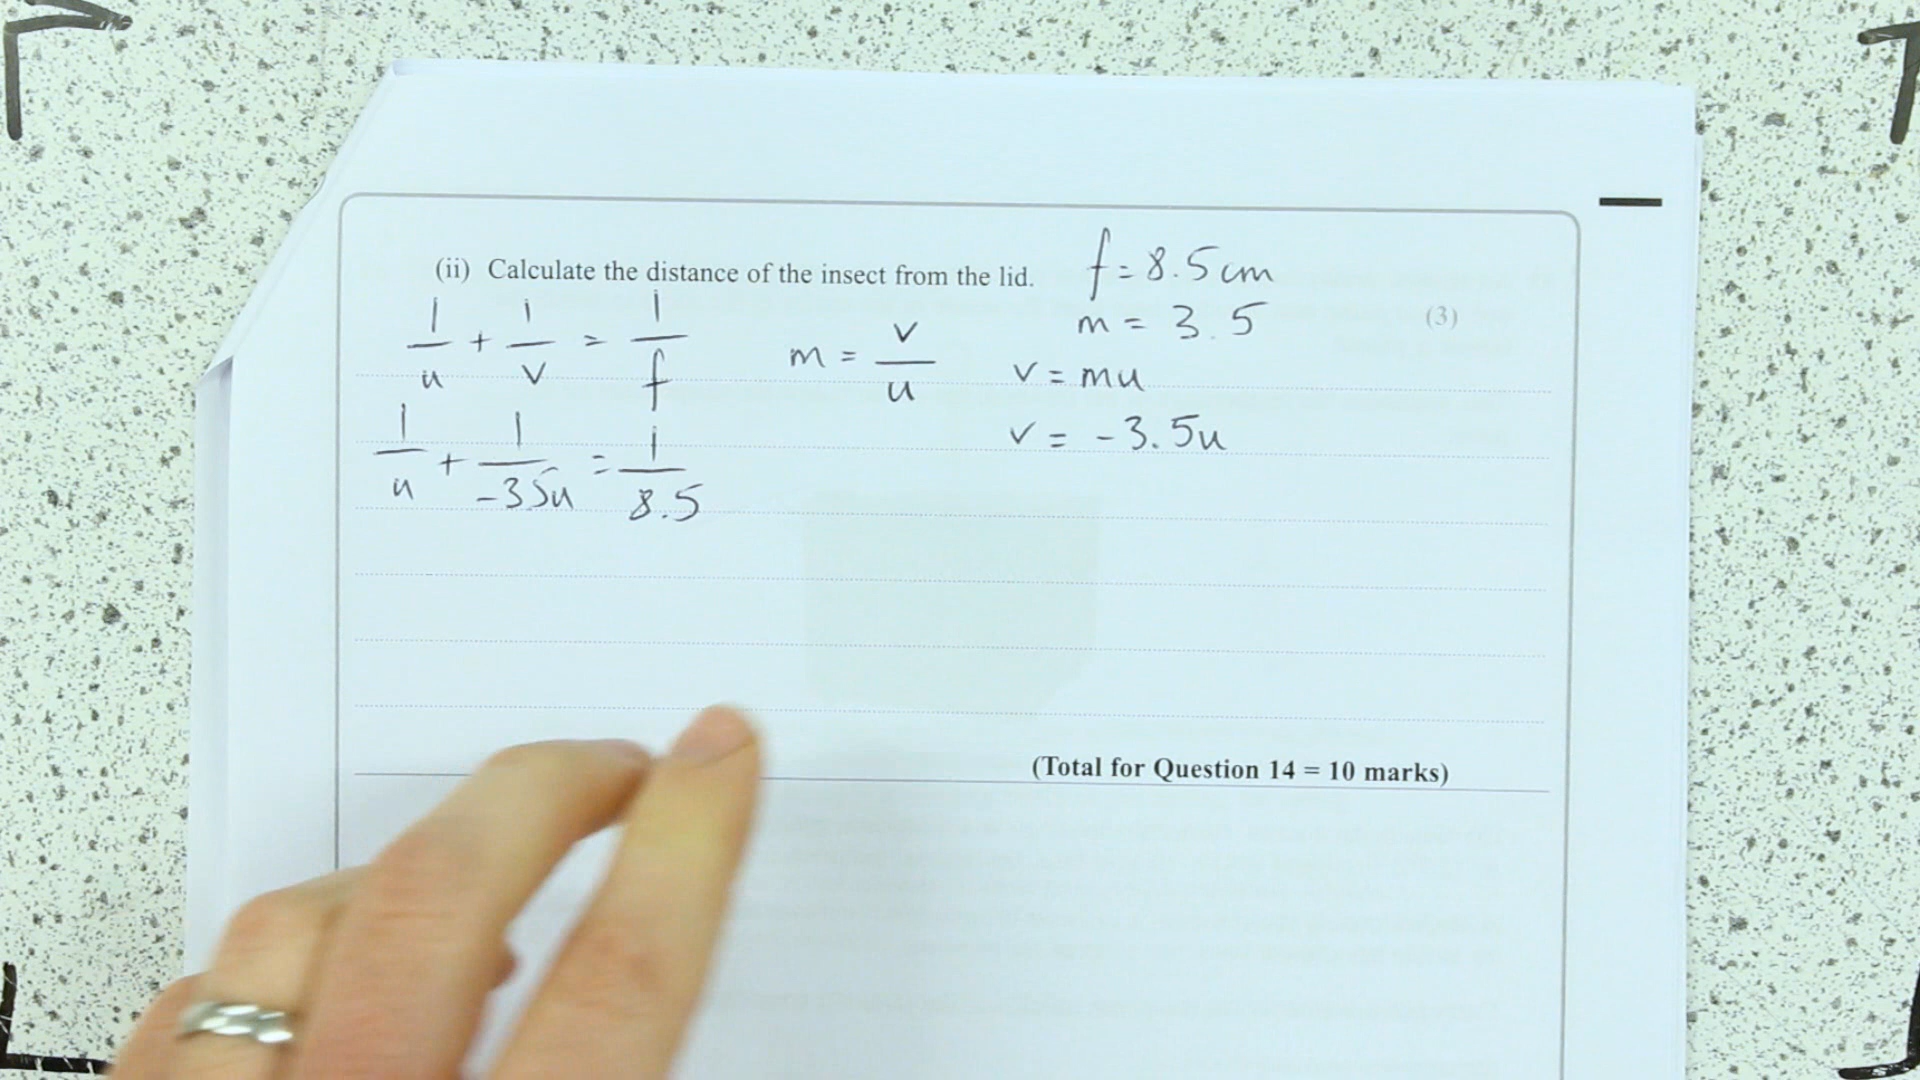 (ii) Calculate the distance of the insect from the lid.
f = 8.5 cm
(3)
1/u + 1/v = 1/f
m = v/u
m = 3.5
v = mu
v = -3.5u
1/u + 1/-3.5u = 1/8.5
(Total for Question 14 = 10 marks)